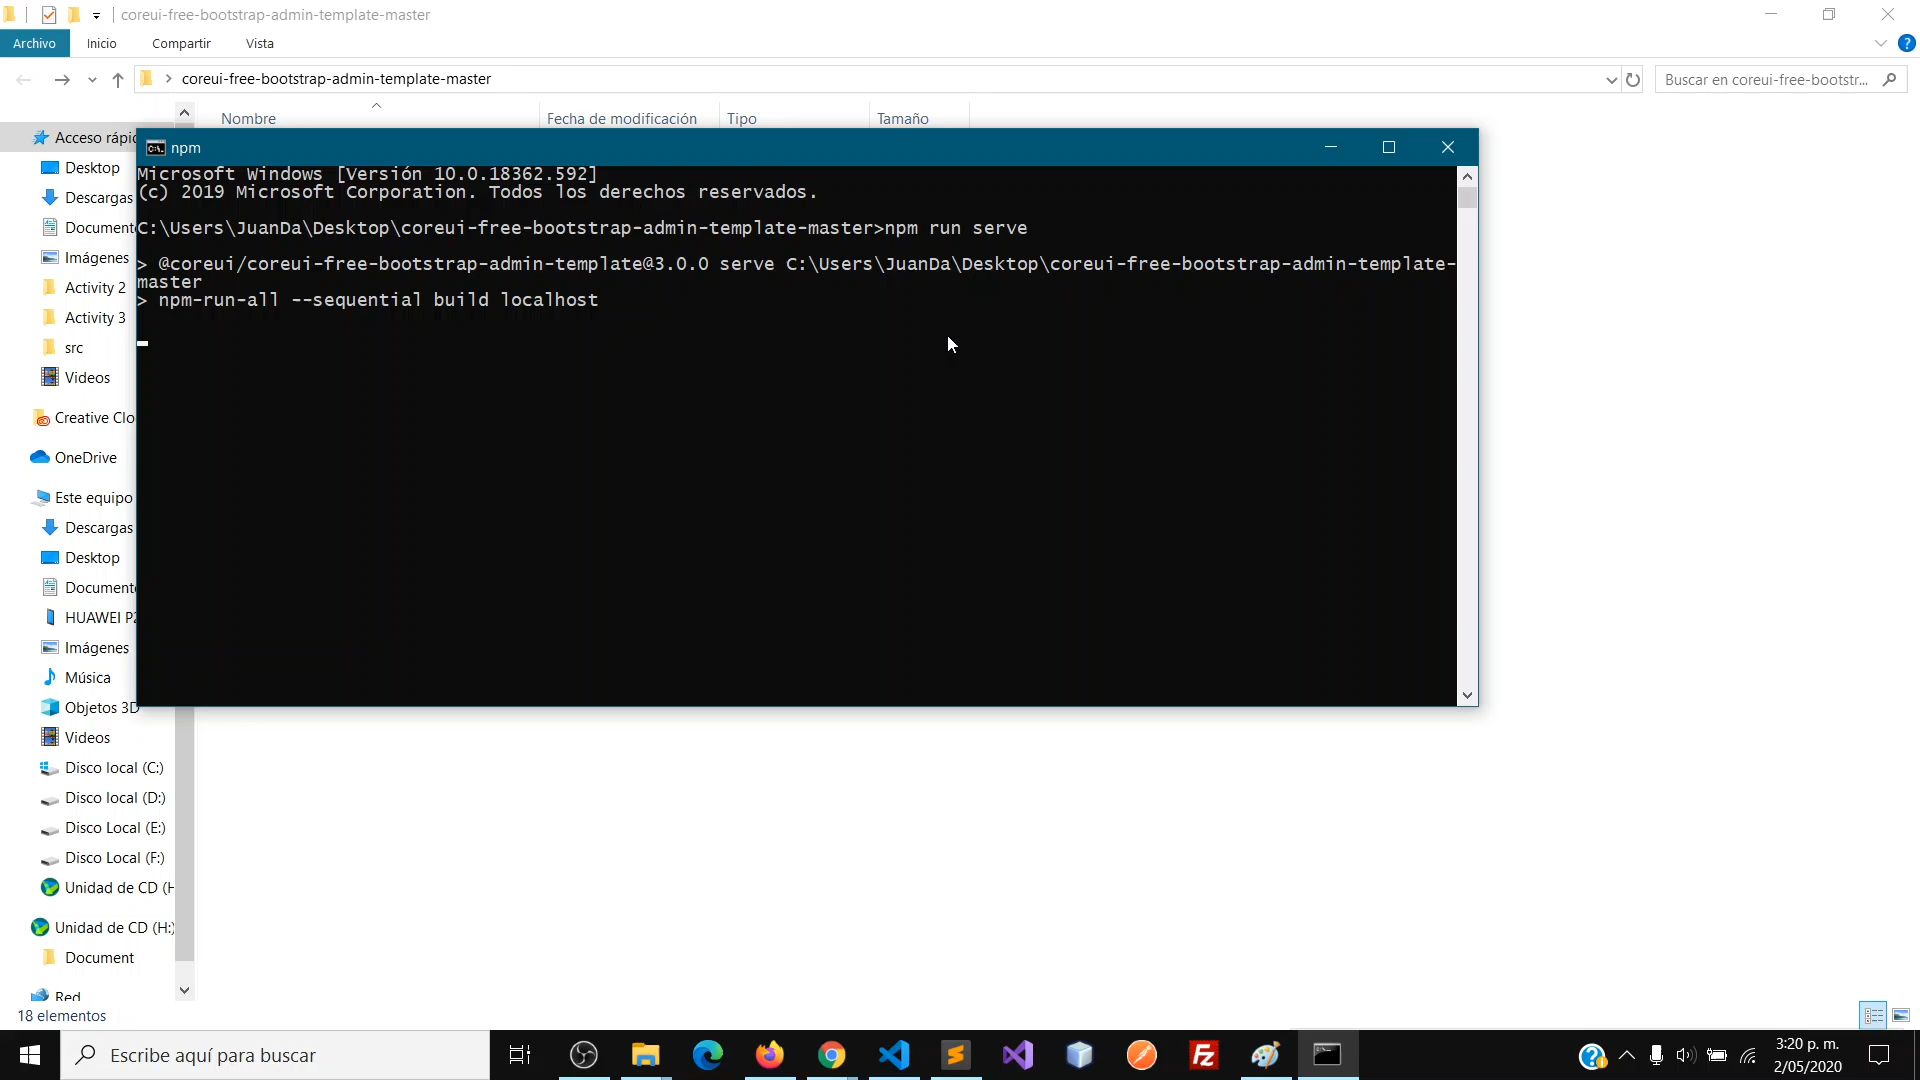 coreui-free-bootstrap-admin-template-master
Archivo
Inicio
Compartir
Vista
coreui-free-bootstrap-admin-template-master
Buscar en coreui-free-bootstr...
Nombre
Fecha de modificación
Tipo
Tamaño
Acceso rápid
Desktop
Descargas
Document
Imágenes
Activity 2
Activity 3
src
Videos
Creative Clo
OneDrive
Este equipo
Descargas
Desktop
Document
HUAWEI P2
Imágenes
Música
Objetos 3D
Videos
Disco local (C:)
Disco local (D:)
Disco Local (E:)
Disco Local (F:)
Unidad de CD (H
Unidad de CD (H:)
Document
Red
18 elementos
npm
Microsoft Windows [Versión 10.0.18362.592]
(c) 2019 Microsoft Corporation. Todos los derechos reservados.
C:\Users\JuanDa\Desktop\coreui-free-bootstrap-admin-template-master>npm run serve
> @coreui/coreui-free-bootstrap-admin-template@3.0.0 serve C:\Users\JuanDa\Desktop\coreui-free-bootstrap-admin-template-
master
> npm-run-all --sequential build localhost
Escribe aquí para buscar
3:20 p. m.
2/05/2020